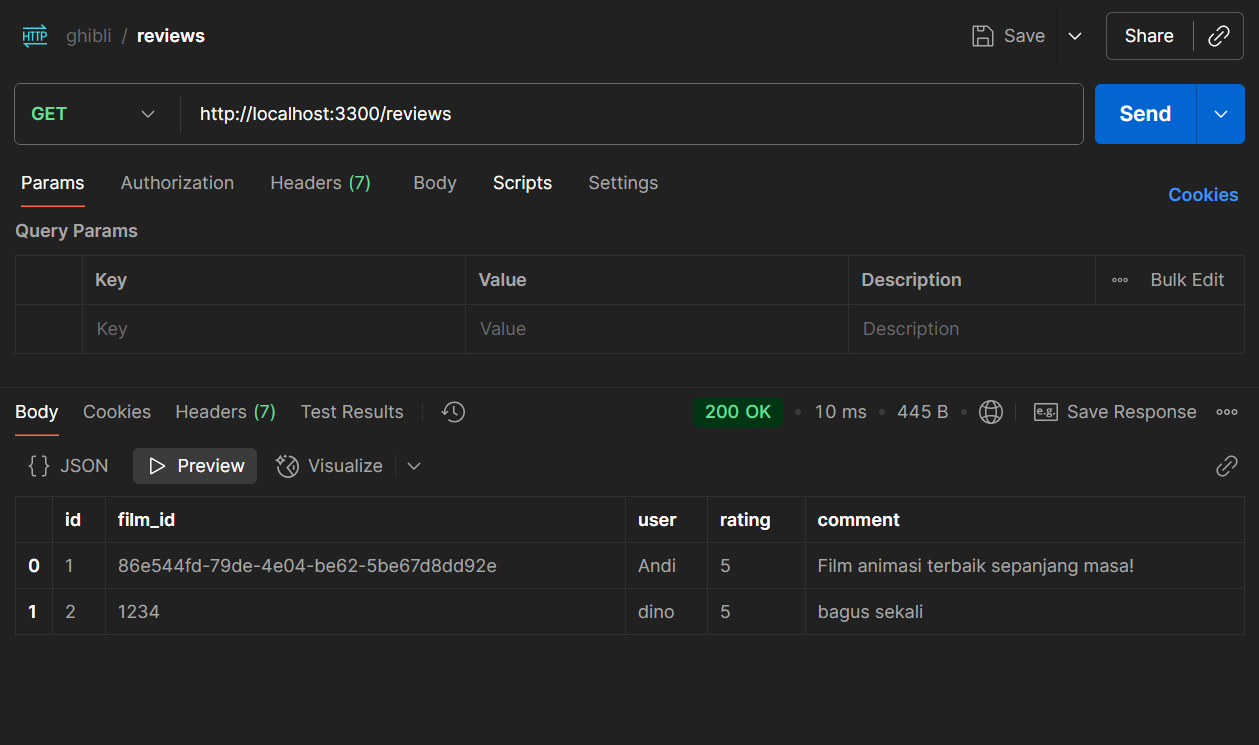 HTTP ghibli / reviews Save Share
GET http://localhost:3300/reviews Send
Params Authorization Headers (7) Body Scripts Settings Cookies
Query Params
Key Value Description Bulk Edit
Key Value Description
Body Cookies Headers (7) Test Results 200 OK 10 ms 445 B e.g. Save Response
{} JSON Preview Visualize
id film_id user rating comment
0 1 86e544fd-79de-4e04-be62-5be67d8dd92e Andi 5 Film animasi terbaik sepanjang masa!
1 2 1234 dino 5 bagus sekali